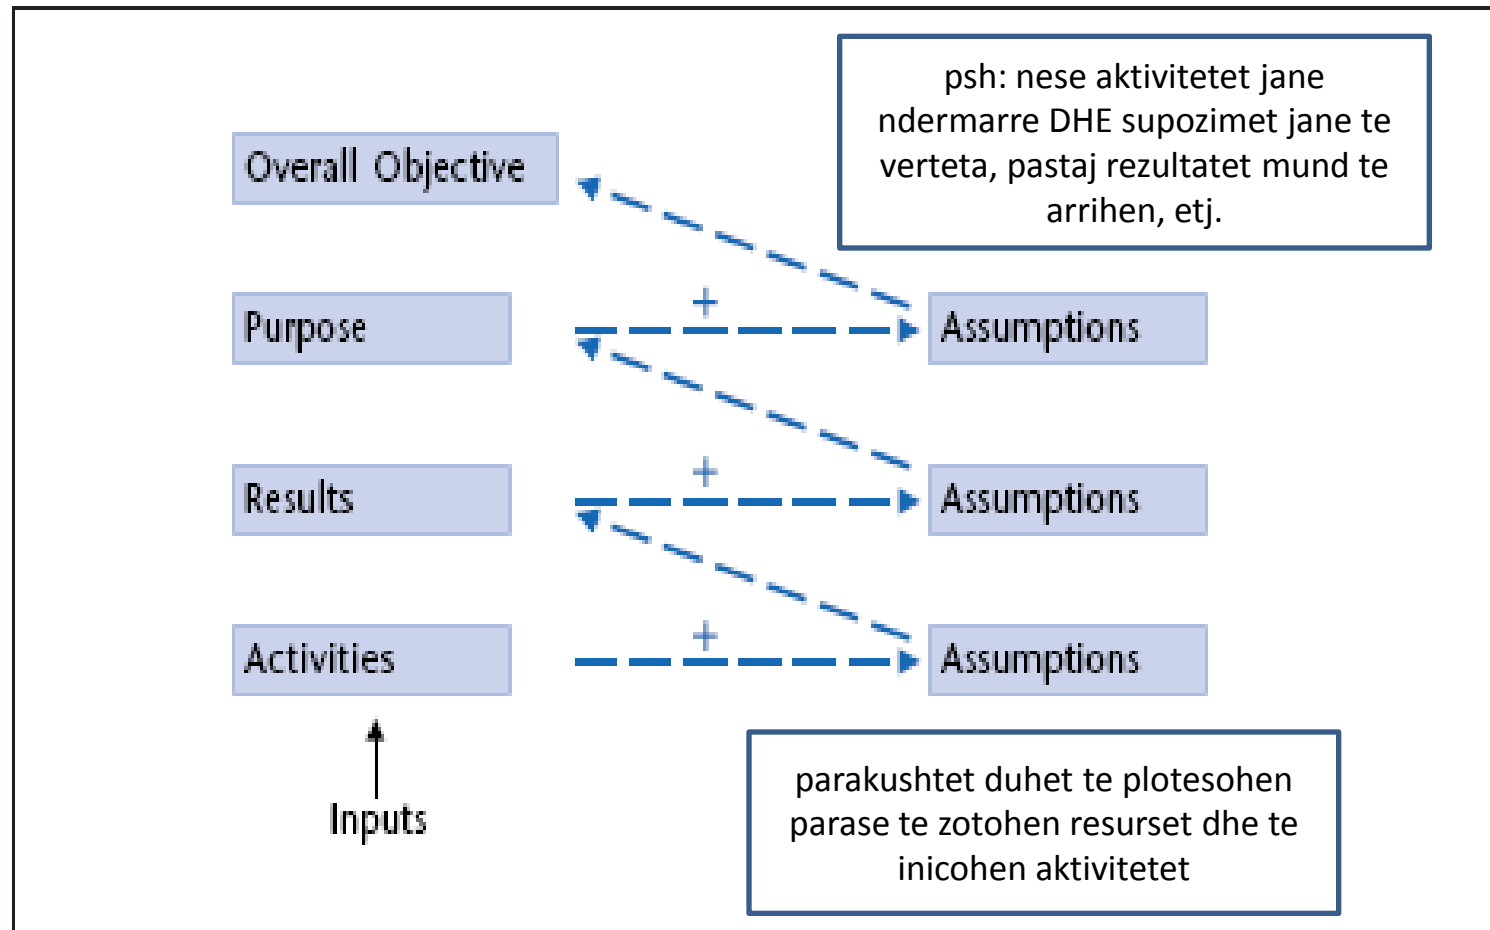 psh: nese aktivitetet jane
ndermarre DHE supozimet jane te
verteta, pastaj rezultatet mund te
arrihen, etj.
Overall Objective
Purpose
+
Assumptions
Results
+
Assumptions
Activities
+
Assumptions
Inputs
parakushtet duhet te plotesohen
parase te zotohen resurset dhe te
inicohen aktivitetet